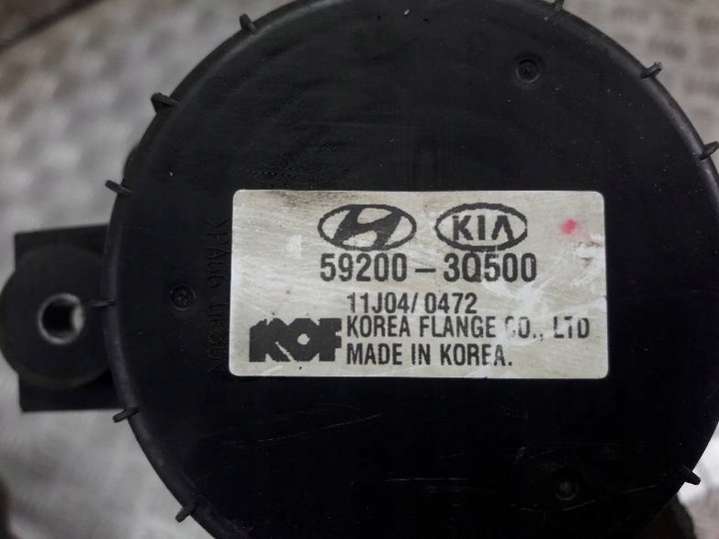 KIA
59200-3Q500
11J04/0472
KOF KOREA FLANGE CO., LTD
MADE IN KOREA.